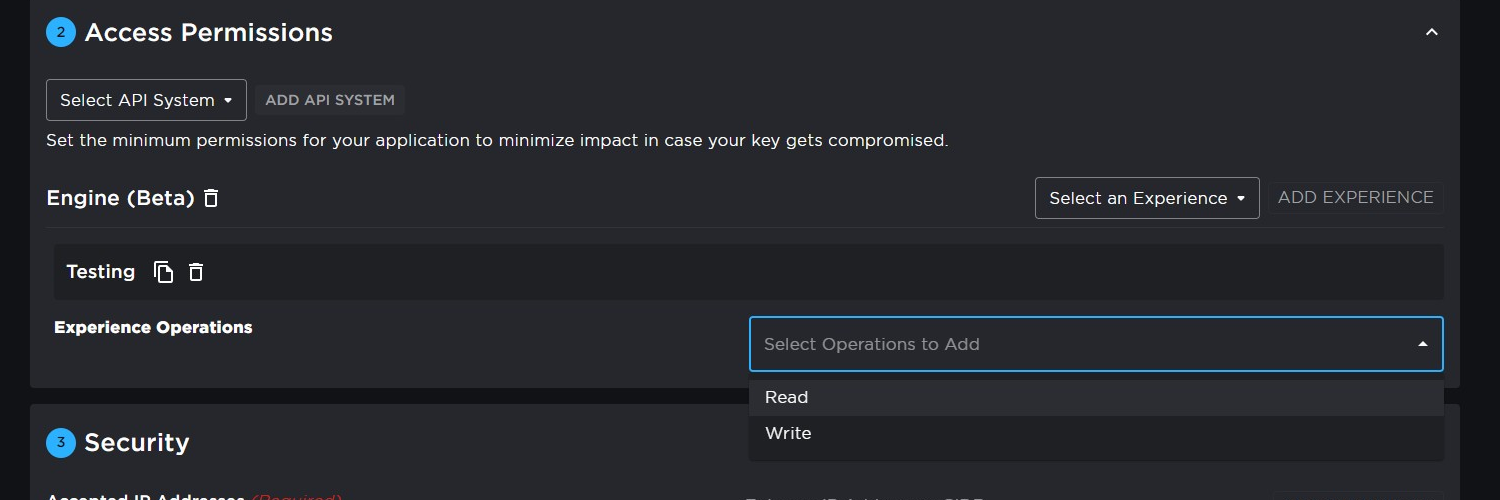 2 Access Permissions
Select API System ADD API SYSTEM
Set the minimum permissions for your application to minimize impact in case your key gets compromised.
Engine (Beta) Select an Experience ADD EXPERIENCE
Testing
Experience Operations Select Operations to Add
Read
Write
3 Security
Accepted IP Addresses (Required)